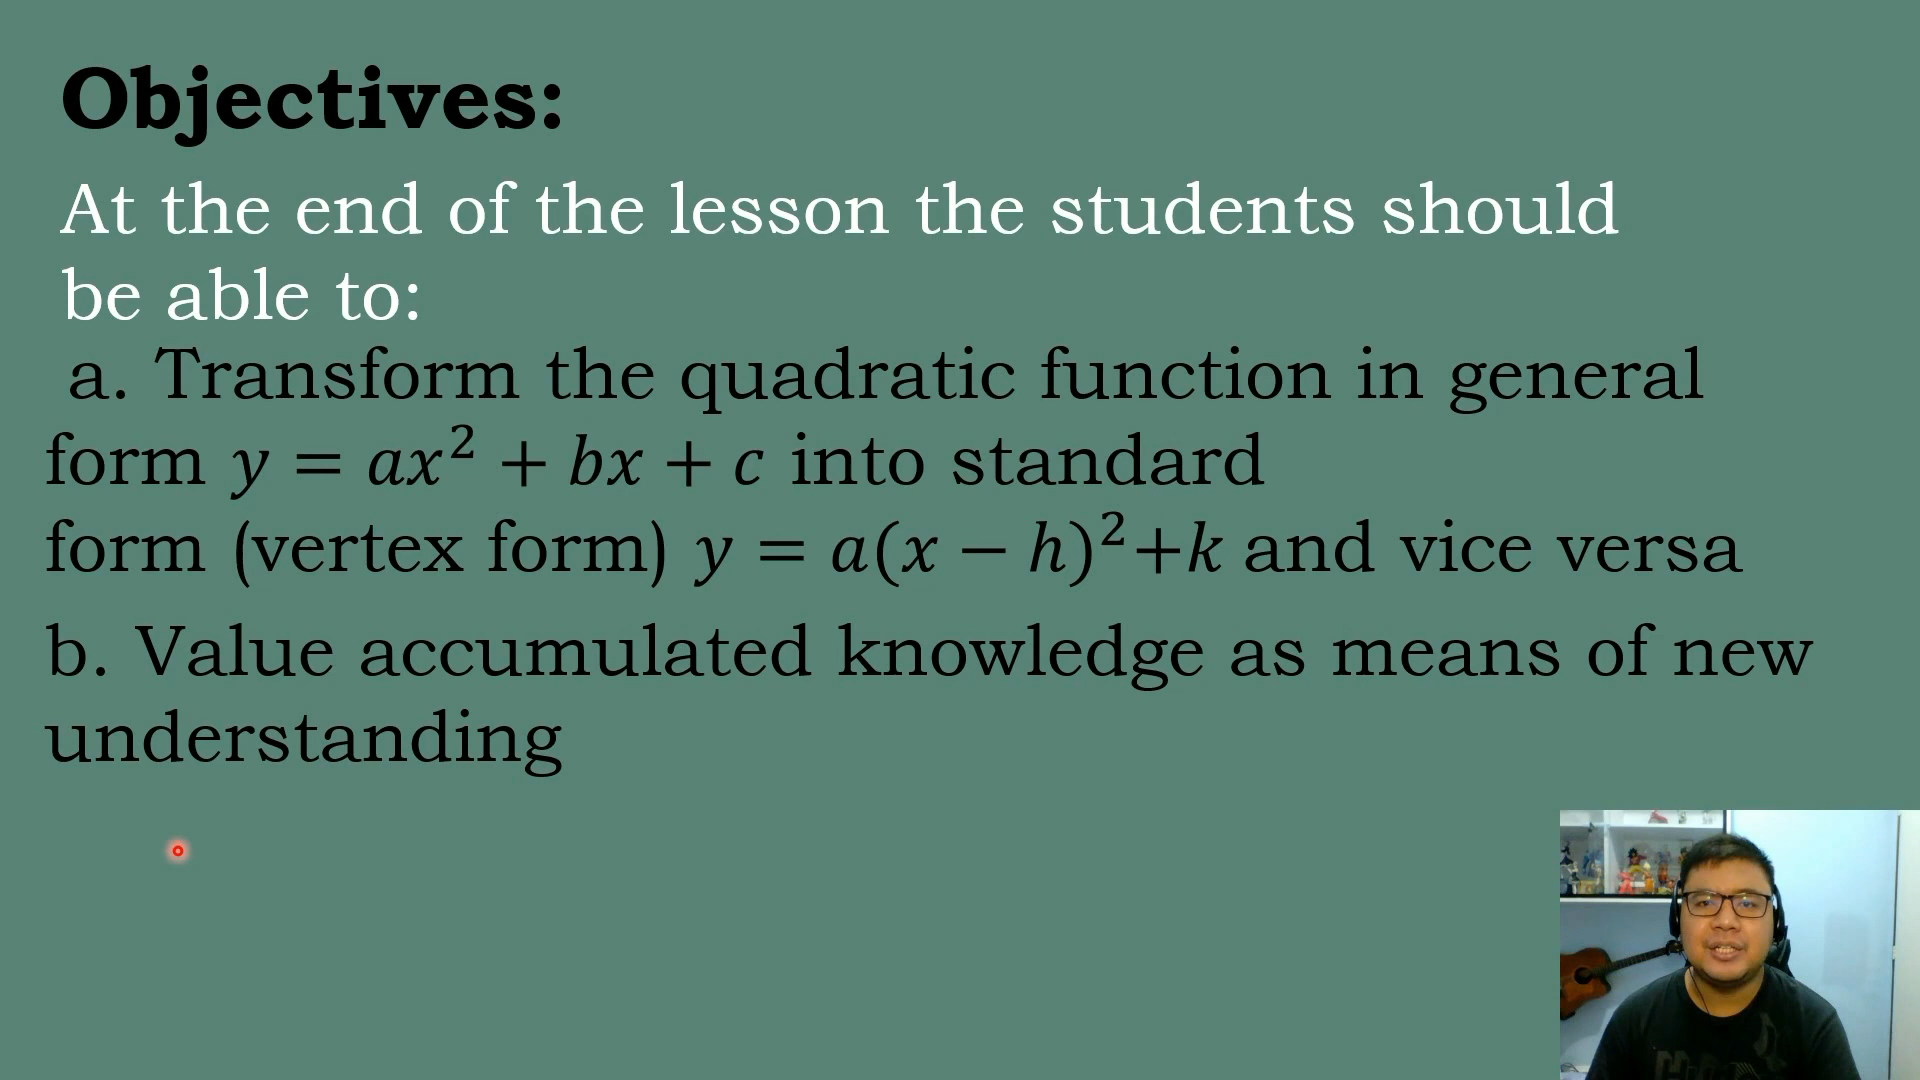 Objectives:
At the end of the lesson the students should
be able to:
a. Transform the quadratic function in general
form y = ax² + bx + c into standard
form (vertex form) y = a(x − h)²+k and vice versa
b. Value accumulated knowledge as means of new
understanding